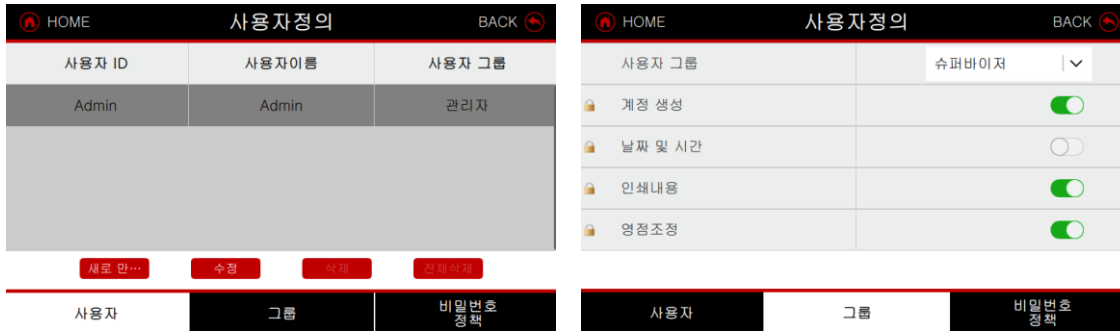 HOME 사용자정의 BACK
사용자 ID 사용자이름 사용자 그룹
Admin Admin 관리자
새로 만… 수정 삭제 전체삭제
사용자 그룹 비밀번호
정책
HOME 사용자정의 BACK
사용자 그룹 슈퍼바이저
계정 생성
날짜 및 시간
인쇄내용
영점조정
사용자 그룹 비밀번호
정책